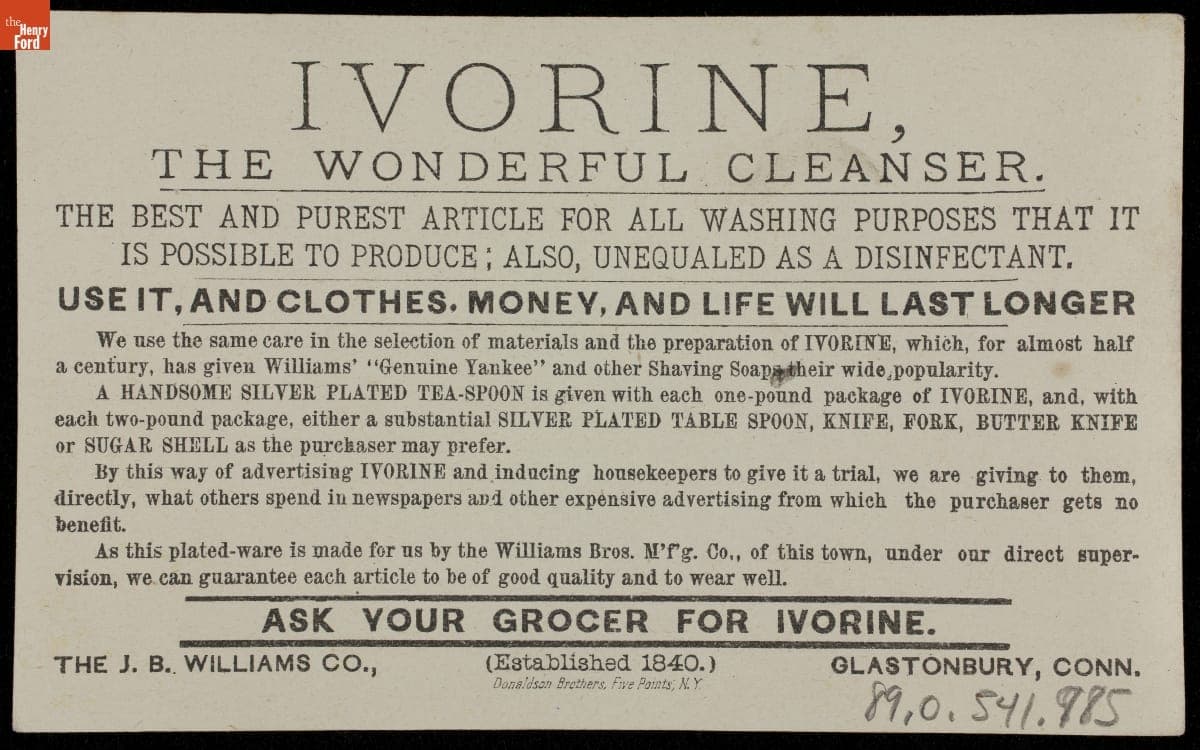 the
Henry
Ford
IVORINE,
THE WONDERFUL CLEANSER.
THE BEST AND PUREST ARTICLE FOR ALL WASHING PURPOSES THAT IT
IS POSSIBLE TO PRODUCE; ALSO, UNEQUALED AS A DISINFECTANT.
USE IT, AND CLOTHES. MONEY, AND LIFE WILL LAST LONGER
We use the same care in the selection of materials and the preparation of IVORINE, which, for almost half
a century, has given Williams' "Genuine Yankee" and other Shaving Soaps their wide popularity.
A HANDSOME SILVER PLATED TEA-SPOON is given with each one-pound package of IVORINE, and, with
each two-pound package, either a substantial SILVER PLATED TABLE SPOON, KNIFE, FORK, BUTTER KNIFE
or SUGAR SHELL as the purchaser may prefer.
By this way of advertising IVORINE and inducing housekeepers to give it a trial, we are giving to them,
directly, what others spend in newspapers and other expensive advertising from which the purchaser gets no
benefit.
As this plated-ware is made for us by the Williams Bros. M'f'g. Co., of this town, under our direct super-
vision, we can guarantee each article to be of good quality and to wear well.
ASK YOUR GROCER FOR IVORINE.
THE J. B. WILLIAMS CO., (Established 1840.) GLASTONBURY, CONN.
Donaldson Brothers, Five Points, N.Y.
89.0.541.985